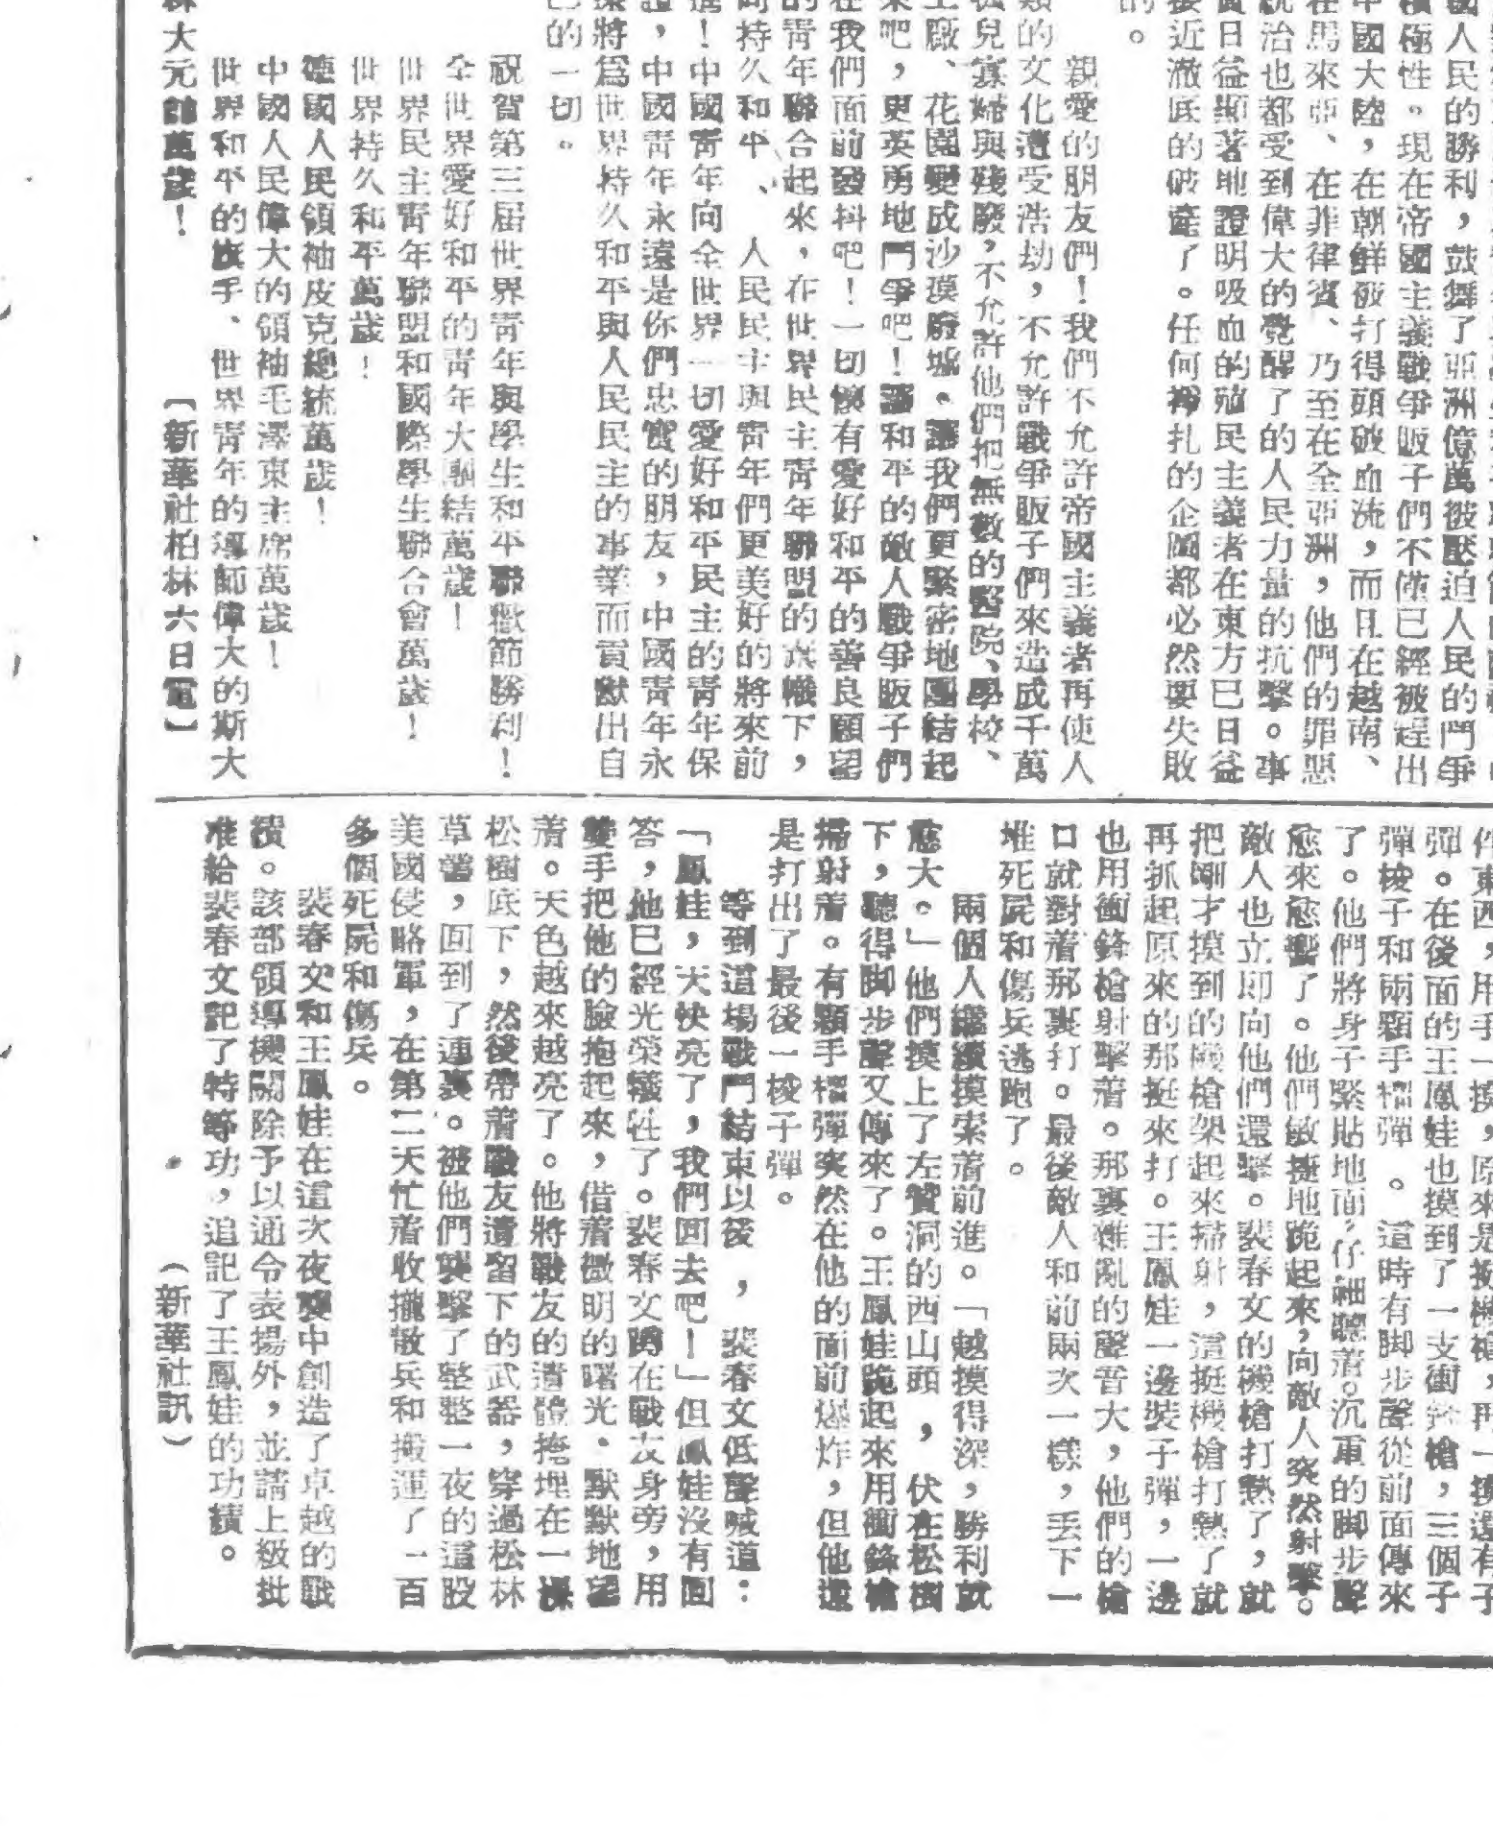 國人民的勝利，鼓舞了亞洲億萬被壓迫人民的鬥爭
積極性。現在帝國主義戰爭販子們不僅已經被趕出
中國大陸，在朝鮮被打得頭破血流，而且在越南、
在馬來亞、在菲律賓、乃至在全亞洲，他們的罪惡
統治也都受到偉大的覺醒了的人民力量的抗擊。事
實日益顯著地證明吸血的殖民主義者在東方已日益
接近澈底的破產了。任何掙扎的企圖都必然要失敗
的。
親愛的朋友們！我們不允許帝國主義者再使人
類的文化遭受浩劫，不允許戰爭販子們來造成千萬
孤兒寡婦與殘廢，不允許他們把無數的醫院、學校、
工廠、花園變成沙漠廢墟。讓我們更緊密地團結起
來吧，更英勇地鬥爭吧！讓和平的敵人戰爭販子們
在我們面前發抖吧！一切懷有愛好和平的善良願望
的青年聯合起來，在世界民主青年聯盟的旗幟下，
向持久和平、人民民主與青年們更美好的將來前
進！中國青年向全世界一切愛好和平民主的青年保
證，中國青年永遠是你們忠實的朋友，中國青年永
將爲世界持久和平與人民民主的事業而貢獻出自
己的一切。
祝賀第三屆世界青年與學生和平聯歡節勝利！
全世界愛好和平的青年大團結萬歲！
世界民主青年聯盟和國際學生聯合會萬歲！
世界持久和平萬歲！
德國人民領袖皮克總統萬歲！
中國人民偉大的領袖毛澤東主席萬歲！
世界和平的旗手、世界青年的導師偉大的斯大
林大元帥萬歲！
〔新華社柏林六日電〕
件東西，用手一摸，原來是挺機槍，再一摸還有子
彈。在後面的王鳳娃也摸到了一支衝鋒槍，三個子
彈梭子和兩顆手榴彈。這時有脚步聲從前面傳來
了。他們將身子緊貼地面，仔細聽着。沉重的脚步聲
愈來愈響了。他們敏捷地跪起來，向敵人突然射擊。
敵人也立即向他們還擊。裴春文的機槍打熱了，就
把剛才摸到的機槍架起來掃射，這挺機槍打熱了就
再抓起原來的那挺來打。王鳳娃一邊裝子彈，一邊
也用衝鋒槍射擊着。那裏雜亂的聲音大，他們的槍
口就對着那裏打。最後敵人和前兩次一樣，丢下一
堆死屍和傷兵逃跑了。
兩個人繼續摸索着前進。「越摸得深，勝利就
愈大。」他們摸上了左寶洞的西山頭，伏在松樹
下，聽得脚步聲又傳來了。王鳳娃跪起來用衝鋒槍
掃射着。有顆手榴彈突然在他的面前爆炸，但他還
是打出了最後一梭子彈。
等到這場戰鬥結束以後，裴春文低聲喊道：
「鳳娃，天快亮了，我們回去吧！」但鳳娃沒有回
答，他已經光榮犧牲了。裴春文蹲在戰友身旁，用
雙手把他的臉抱起來，借着微明的曙光，默默地望
着。天色越來越亮了。他將戰友的遺體掩埋在一棵
松樹底下，然後帶着戰友遺留下的武器，穿過松林
草叢，回到了連裏。被他們襲擊了整整一夜的這股
美國侵略軍，在第二天忙着收攏散兵和搬運了一百
多個死屍和傷兵。
裴春文和王鳳娃在這次夜襲中創造了卓越的戰
績。該部領導機關除予以通令表揚外，並請上級批
准給裴春文記了特等功，追記了王鳳娃的功績。
（新華社訊）